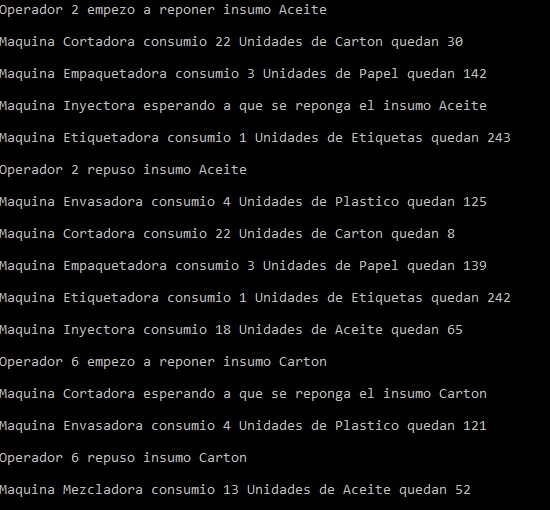 Operador 2 empezo a reponer insumo Aceite
Maquina Cortadora consumio 22 Unidades de Carton quedan 30
Maquina Empaquetadora consumio 3 Unidades de Papel quedan 142
Maquina Inyectora esperando a que se reponga el insumo Aceite
Maquina Etiquetadora consumio 1 Unidades de Etiquetas quedan 243
Operador 2 repuso insumo Aceite
Maquina Envasadora consumio 4 Unidades de Plastico quedan 125
Maquina Cortadora consumio 22 Unidades de Carton quedan 8
Maquina Empaquetadora consumio 3 Unidades de Papel quedan 139
Maquina Etiquetadora consumio 1 Unidades de Etiquetas quedan 242
Maquina Inyectora consumio 18 Unidades de Aceite quedan 65
Operador 6 empezo a reponer insumo Carton
Maquina Cortadora esperando a que se reponga el insumo Carton
Maquina Envasadora consumio 4 Unidades de Plastico quedan 121
Operador 6 repuso insumo Carton
Maquina Mezcladora consumio 13 Unidades de Aceite quedan 52